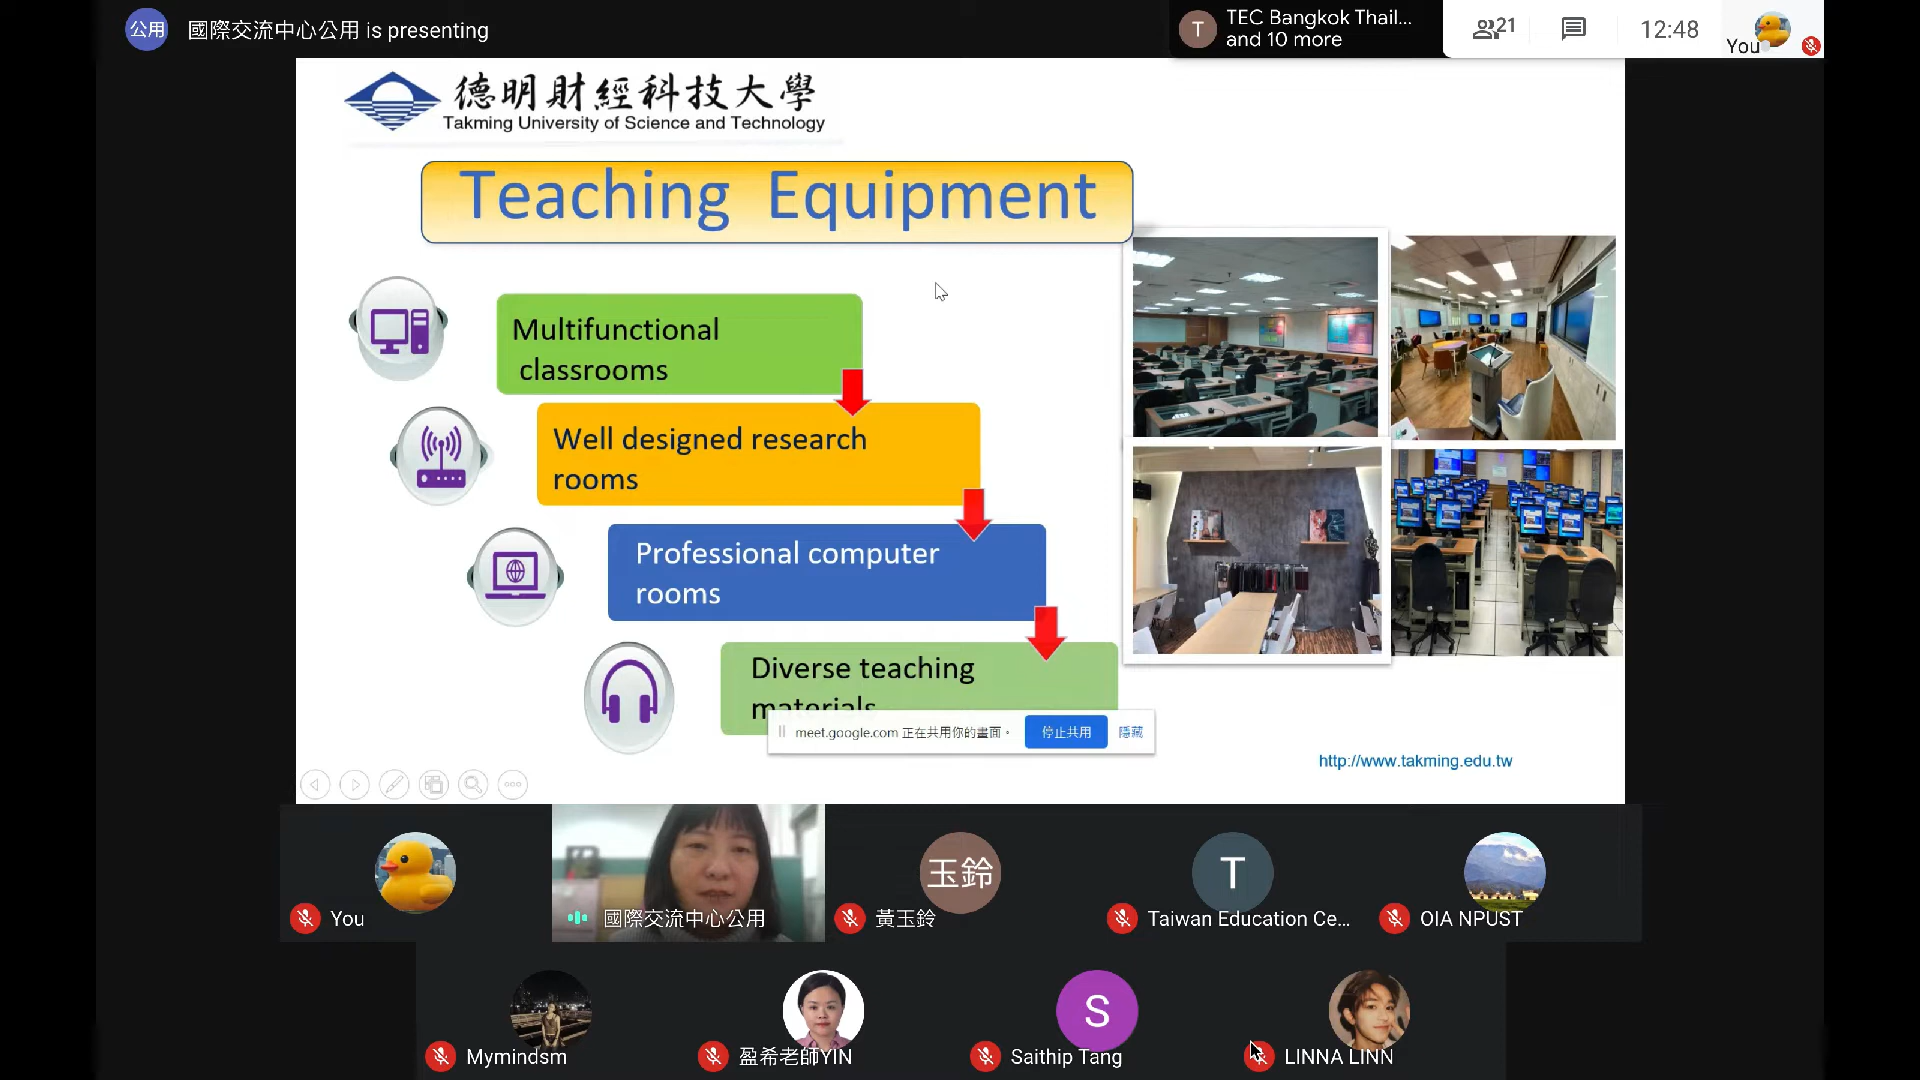 公用
國際交流中心公用 is presenting
T
TEC Bangkok Thail...
and 10 more
21
12:48
You
德明財經科技大學
Takming University of Science and Technology
Teaching Equipment
Multifunctional
classrooms
Well designed research
rooms
Professional computer
rooms
Diverse teaching
materials
meet.google.com 正在共用你的畫面。
停止共用
隱藏
http://www.takming.edu.tw
You
國際交流中心公用
玉鈴
黃玉鈴
T
Taiwan Education Ce...
OIA NPUST
Mymindsm
盈希老師YIN
S
Saithip Tang
LINNA LINN